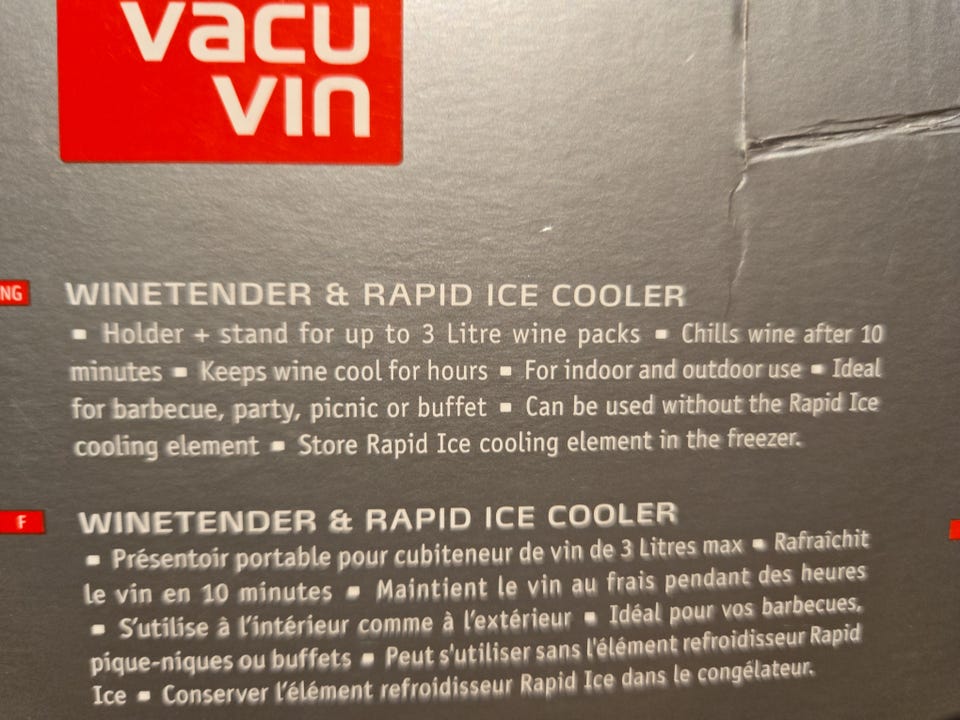 vacu
vin
NG
WINETENDER & RAPID ICE COOLER
▪ Holder + stand for up to 3 Litre wine packs ▪ Chills wine after 10
minutes ▪ Keeps wine cool for hours ▪ For indoor and outdoor use ▪ Ideal
for barbecue, party, picnic or buffet ▪ Can be used without the Rapid Ice
cooling element ▪ Store Rapid Ice cooling element in the freezer.
F
WINETENDER & RAPID ICE COOLER
▪ Présentoir portable pour cubiteneur de vin de 3 Litres max ▪ Rafraîchit
le vin en 10 minutes ▪ Maintient le vin au frais pendant des heures
▪ S'utilise à l'intérieur comme à l'extérieur ▪ Idéal pour vos barbecues,
pique-niques ou buffets ▪ Peut s'utiliser sans l'élément refroidisseur Rapid
Ice ▪ Conserver l'élément refroidisseur Rapid Ice dans le congélateur.